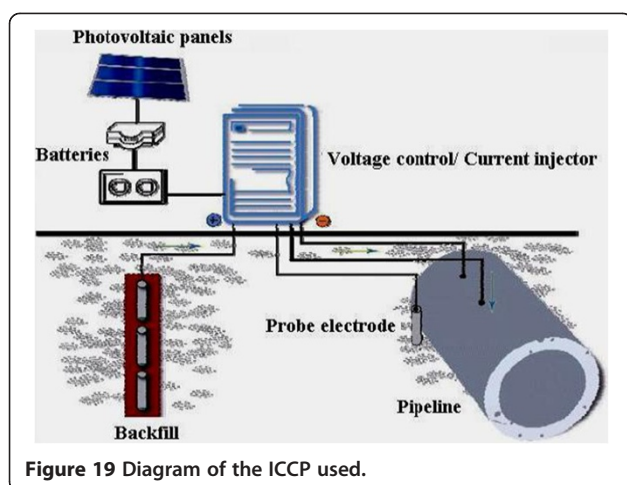 Photovoltaic panels
Batteries
Voltage control/ Current injector
+
-
Probe electrode
Pipeline
Backfill
Figure 19 Diagram of the ICCP used.